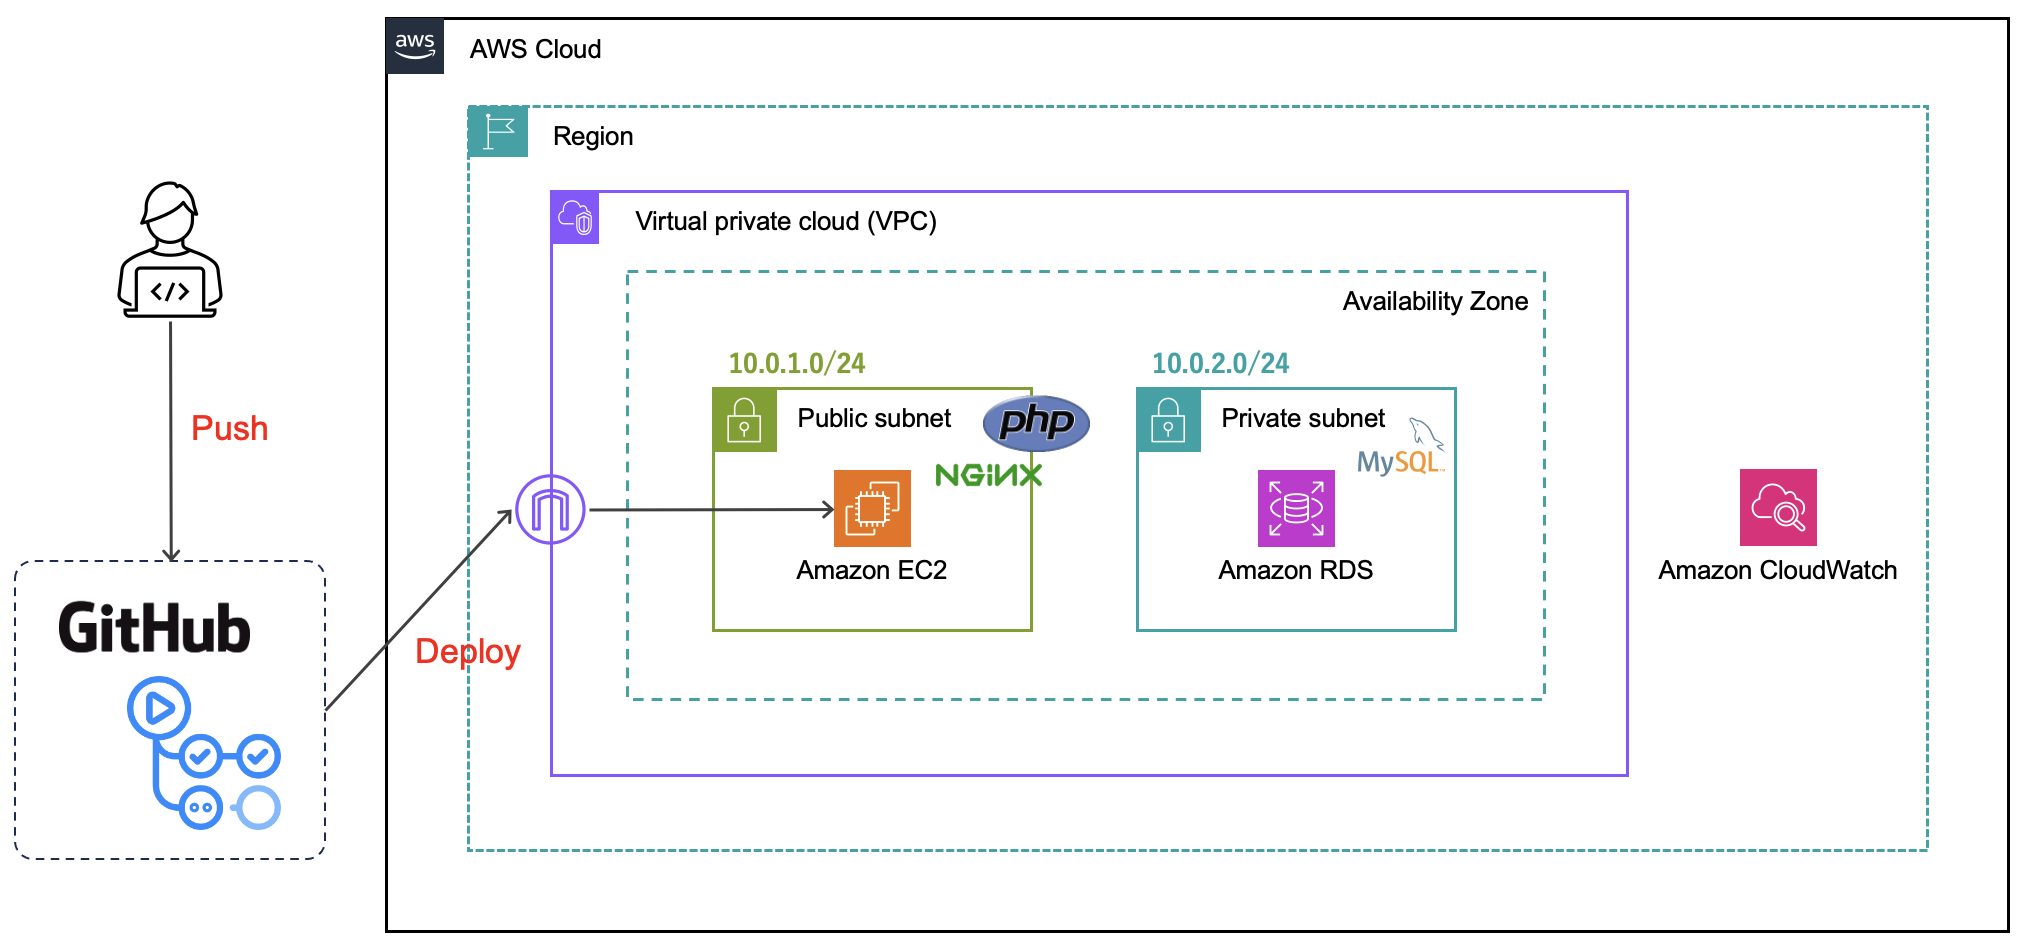 aws
AWS Cloud
Region
Virtual private cloud (VPC)
Availability Zone
10.0.1.0/24
10.0.2.0/24
Public subnet
php
Private subnet
MySQL
NGINX
Push
Amazon EC2
Amazon RDS
Amazon CloudWatch
GitHub
Deploy